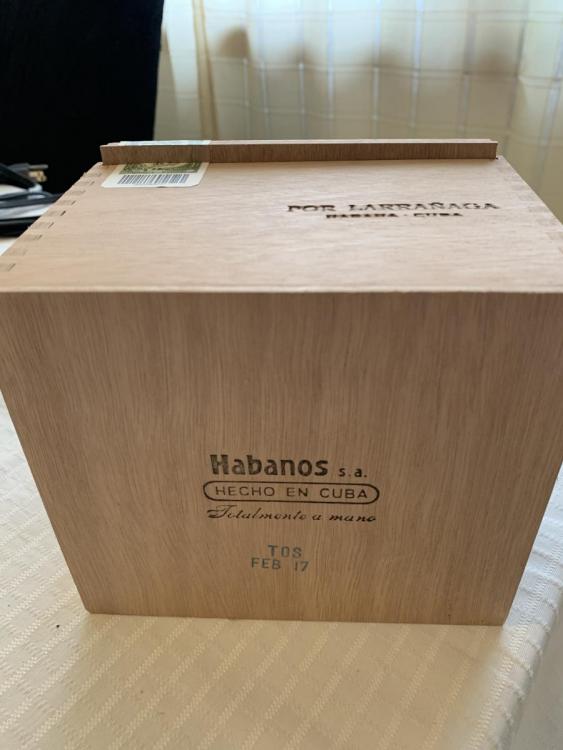 POR LARRAÑAGA
HABANA · CUBA
Habanos s.a.
HECHO EN CUBA
Totalmente a mano
TOS
FEB 17